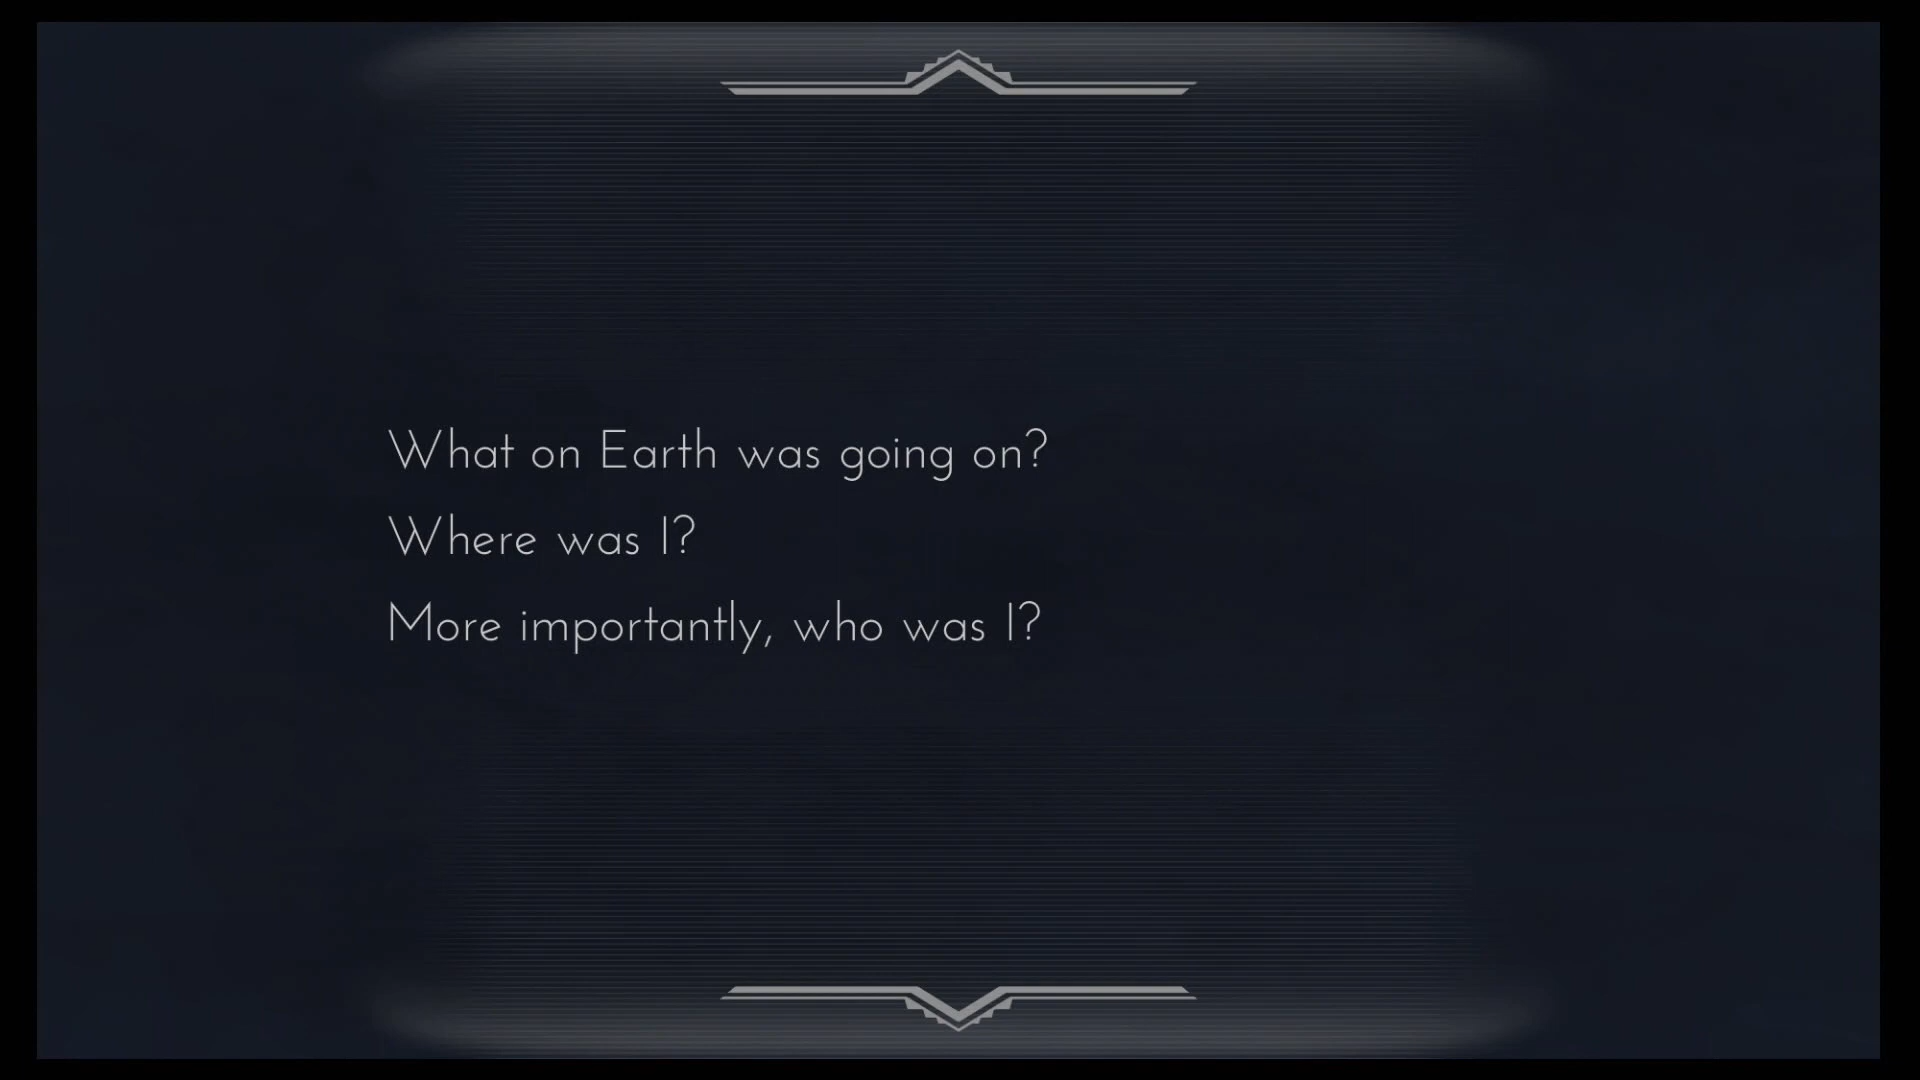 What on Earth was going on?
Where was I?
More importantly, who was I?